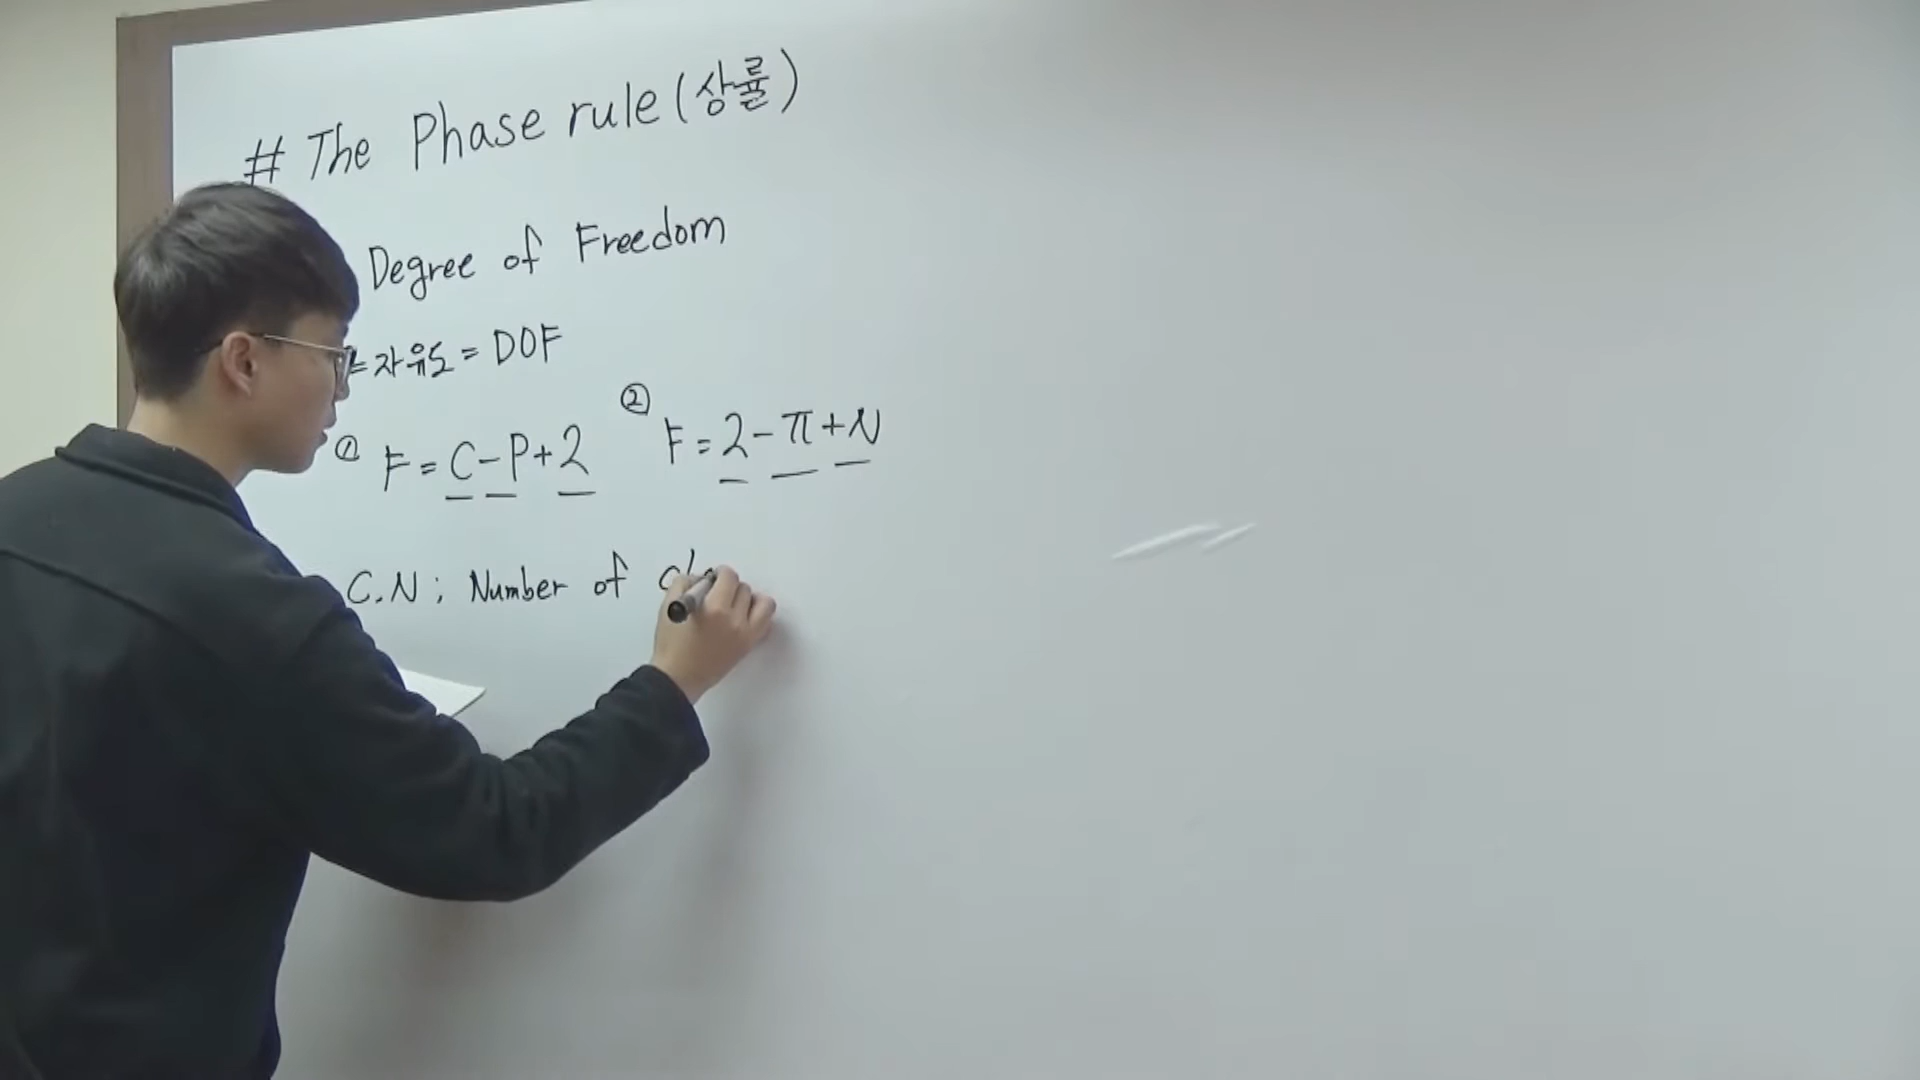 # The Phase rule (상률)
Degree of Freedom
= 자유도 = DOF
① F = C - P + 2 ② F = 2 - π + N
C.N ; Number of